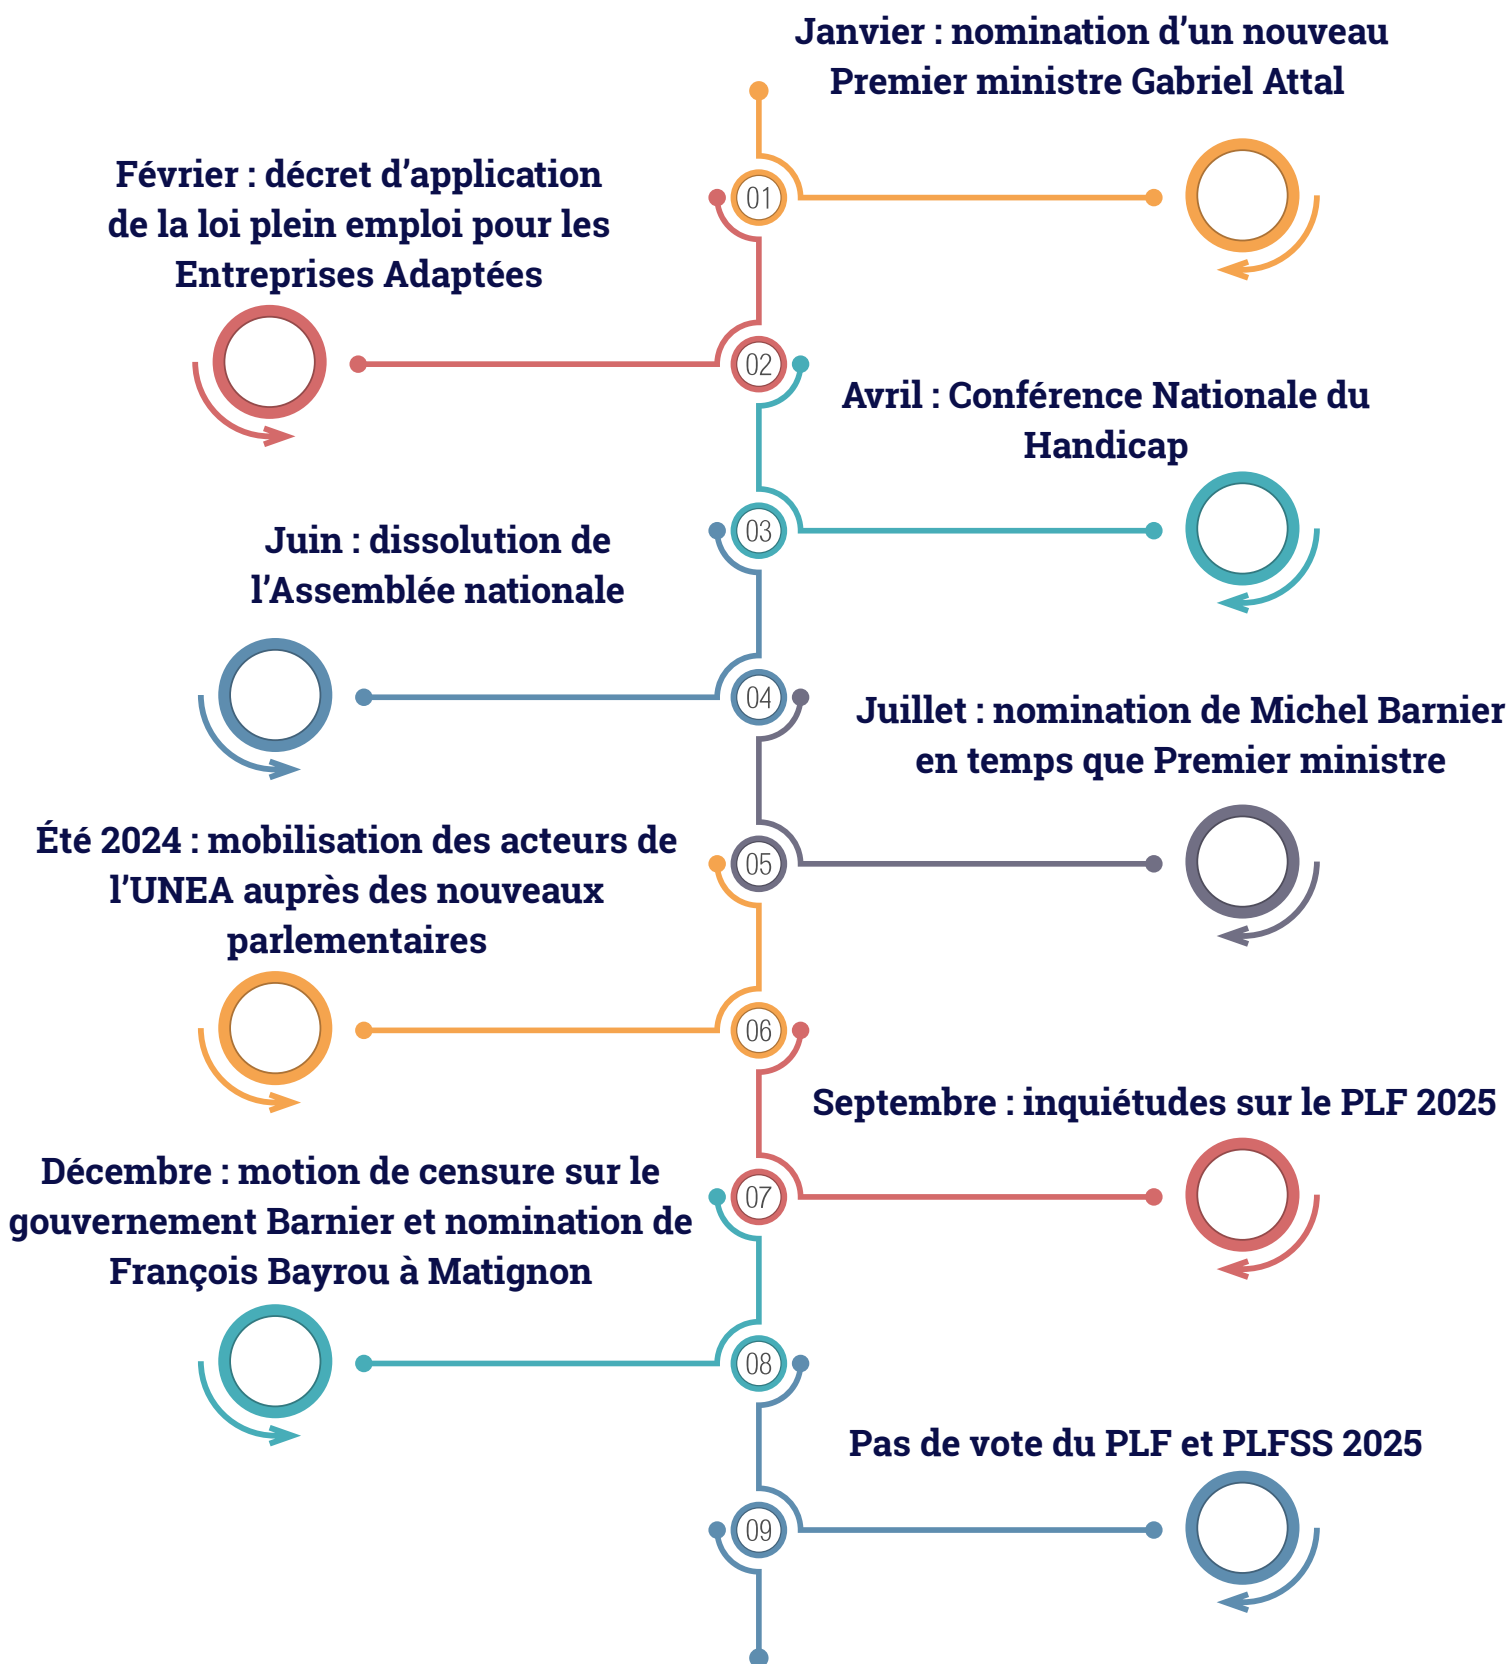 Janvier : nomination d’un nouveau
Premier ministre Gabriel Attal
01
Février : décret d’application
de la loi plein emploi pour les
Entreprises Adaptées
02
Avril : Conférence Nationale du
Handicap
03
Juin : dissolution de
l’Assemblée nationale
04
Juillet : nomination de Michel Barnier
en temps que Premier ministre
05
Été 2024 : mobilisation des acteurs de
l’UNEA auprès des nouveaux
parlementaires
06
Septembre : inquiétudes sur le PLF 2025
07
Décembre : motion de censure sur le
gouvernement Barnier et nomination de
François Bayrou à Matignon
08
Pas de vote du PLF et PLFSS 2025
09